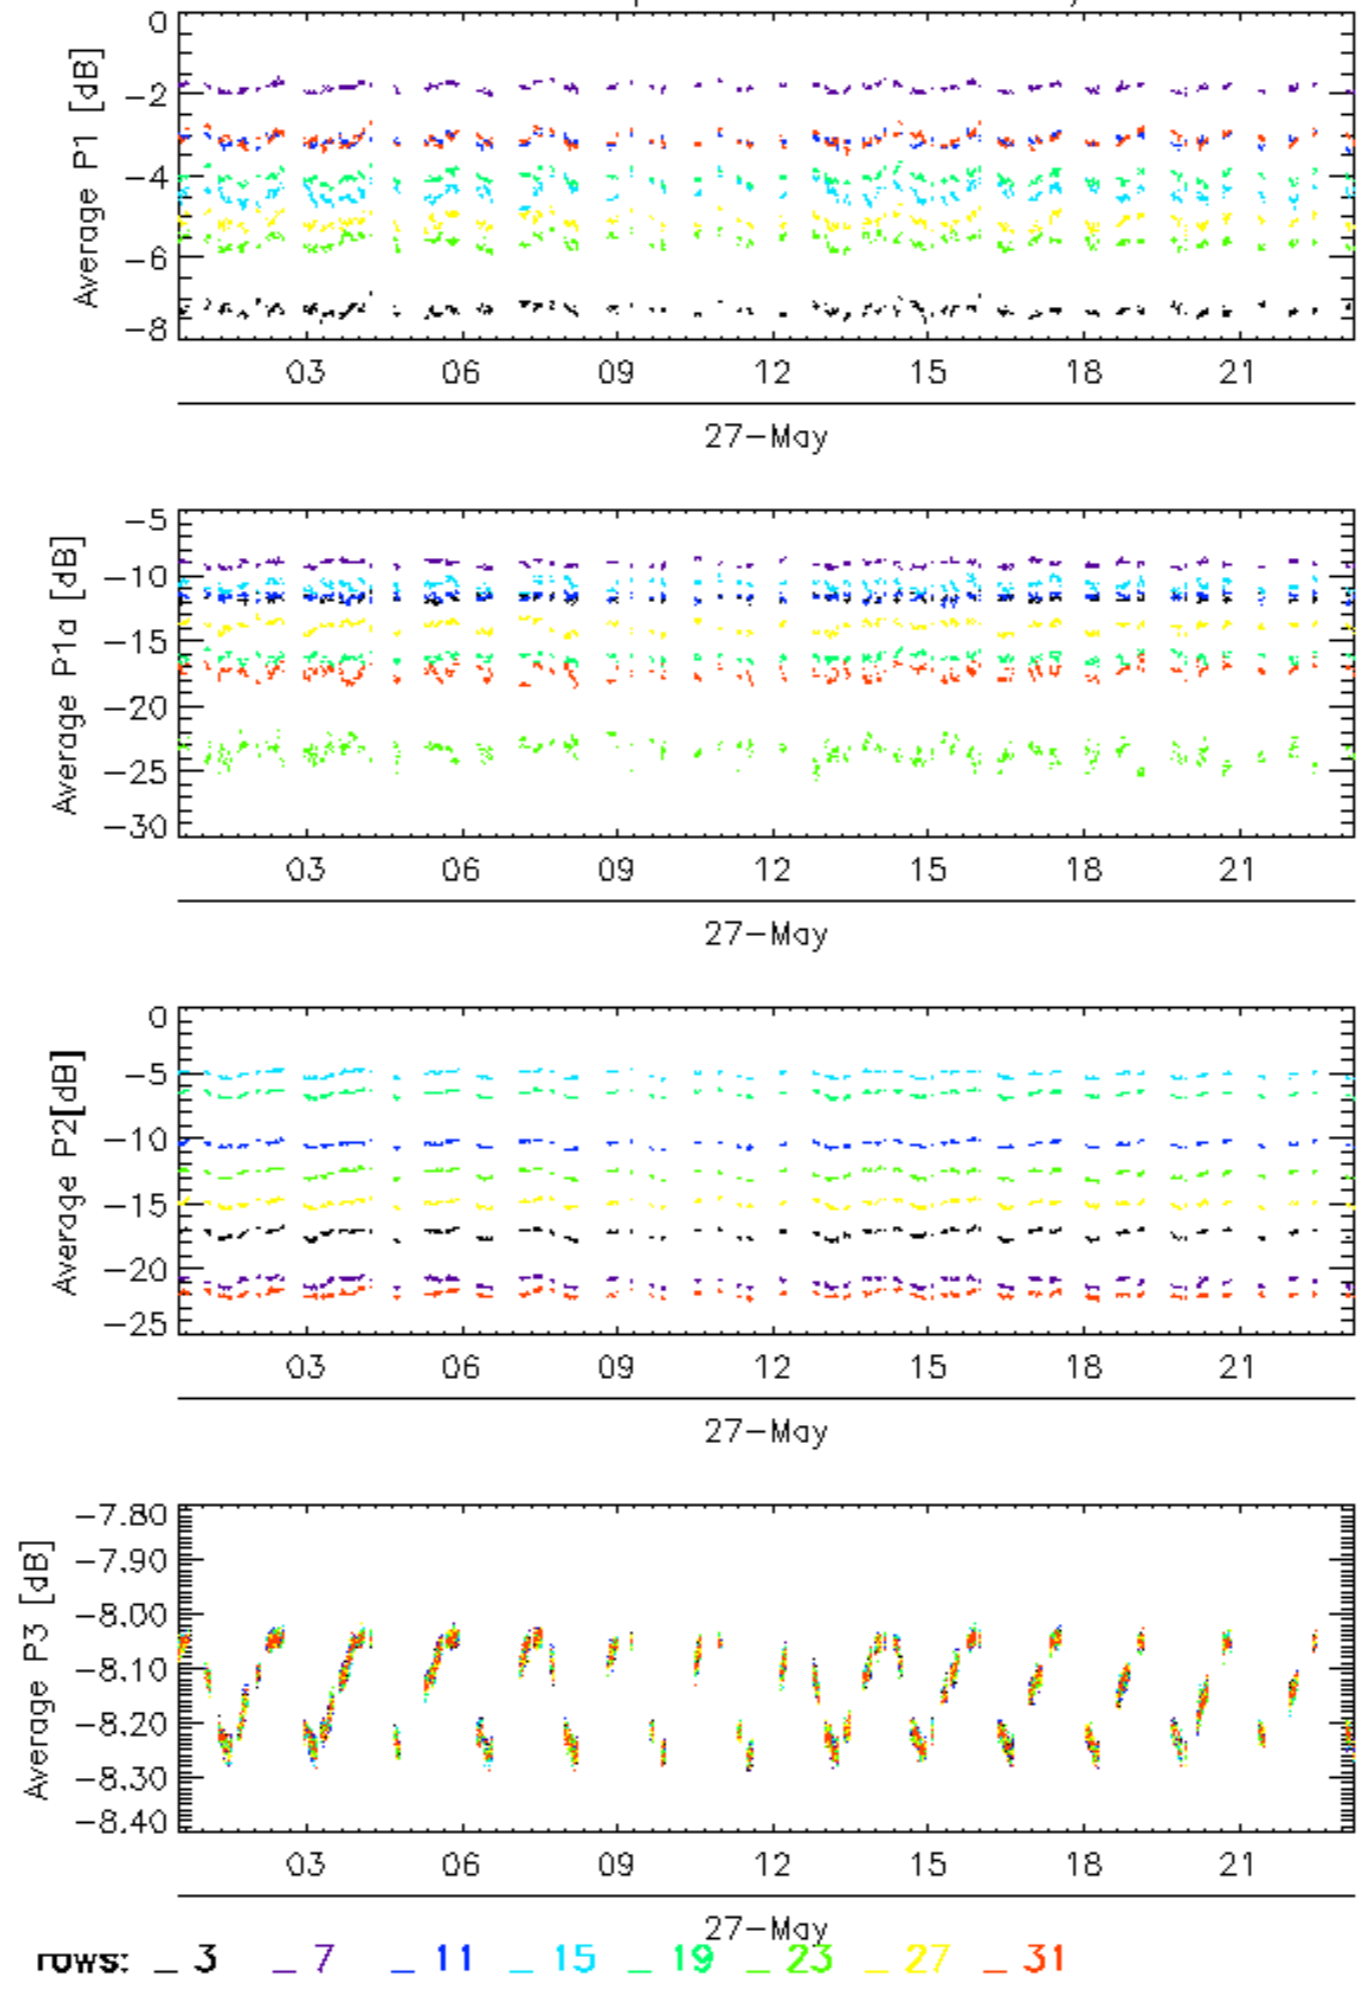 Average P1 [dB]
0
−2
−4
−6
−8
03 06 09 12 15 18 21
27−May
Average P1a [dB]
−5
−10
−15
−20
−25
−30
03 06 09 12 15 18 21
27−May
Average P2[dB]
0
−5
−10
−15
−20
−25
03 06 09 12 15 18 21
27−May
Average P3 [dB]
−7.80
−7.90
−8.00
−8.10
−8.20
−8.30
−8.40
03 06 09 12 15 18 21
27−May
rows: _ 3 _ 7 _ 11 _ 15 _ 19 _ 23 _ 27 _ 31